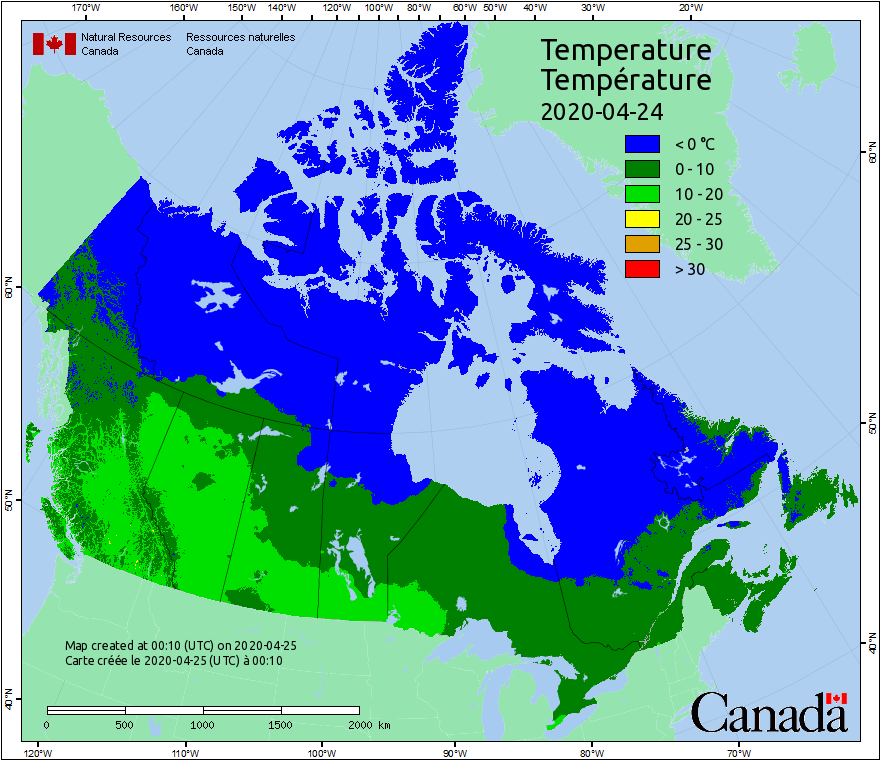 170°W 160°W 150°W 140°W 130°W 120°W 110°W 100°W 90°W 80°W 70°W 60°W 50°W 40°W 30°W 20°W
Natural Resources Ressources naturelles
Canada Canada
Temperature
Température
2020-04-24
< 0 °C
0 - 10
10 - 20
20 - 25
25 - 30
> 30
60°N
60°N
50°N
50°N
40°N
40°N
Map created at 00:10 (UTC) on 2020-04-25
Carte créée le 2020-04-25 (UTC) à 00:10
0 500 1000 1500 2000 km
Canada
120°W 110°W 100°W 90°W 80°W 70°W